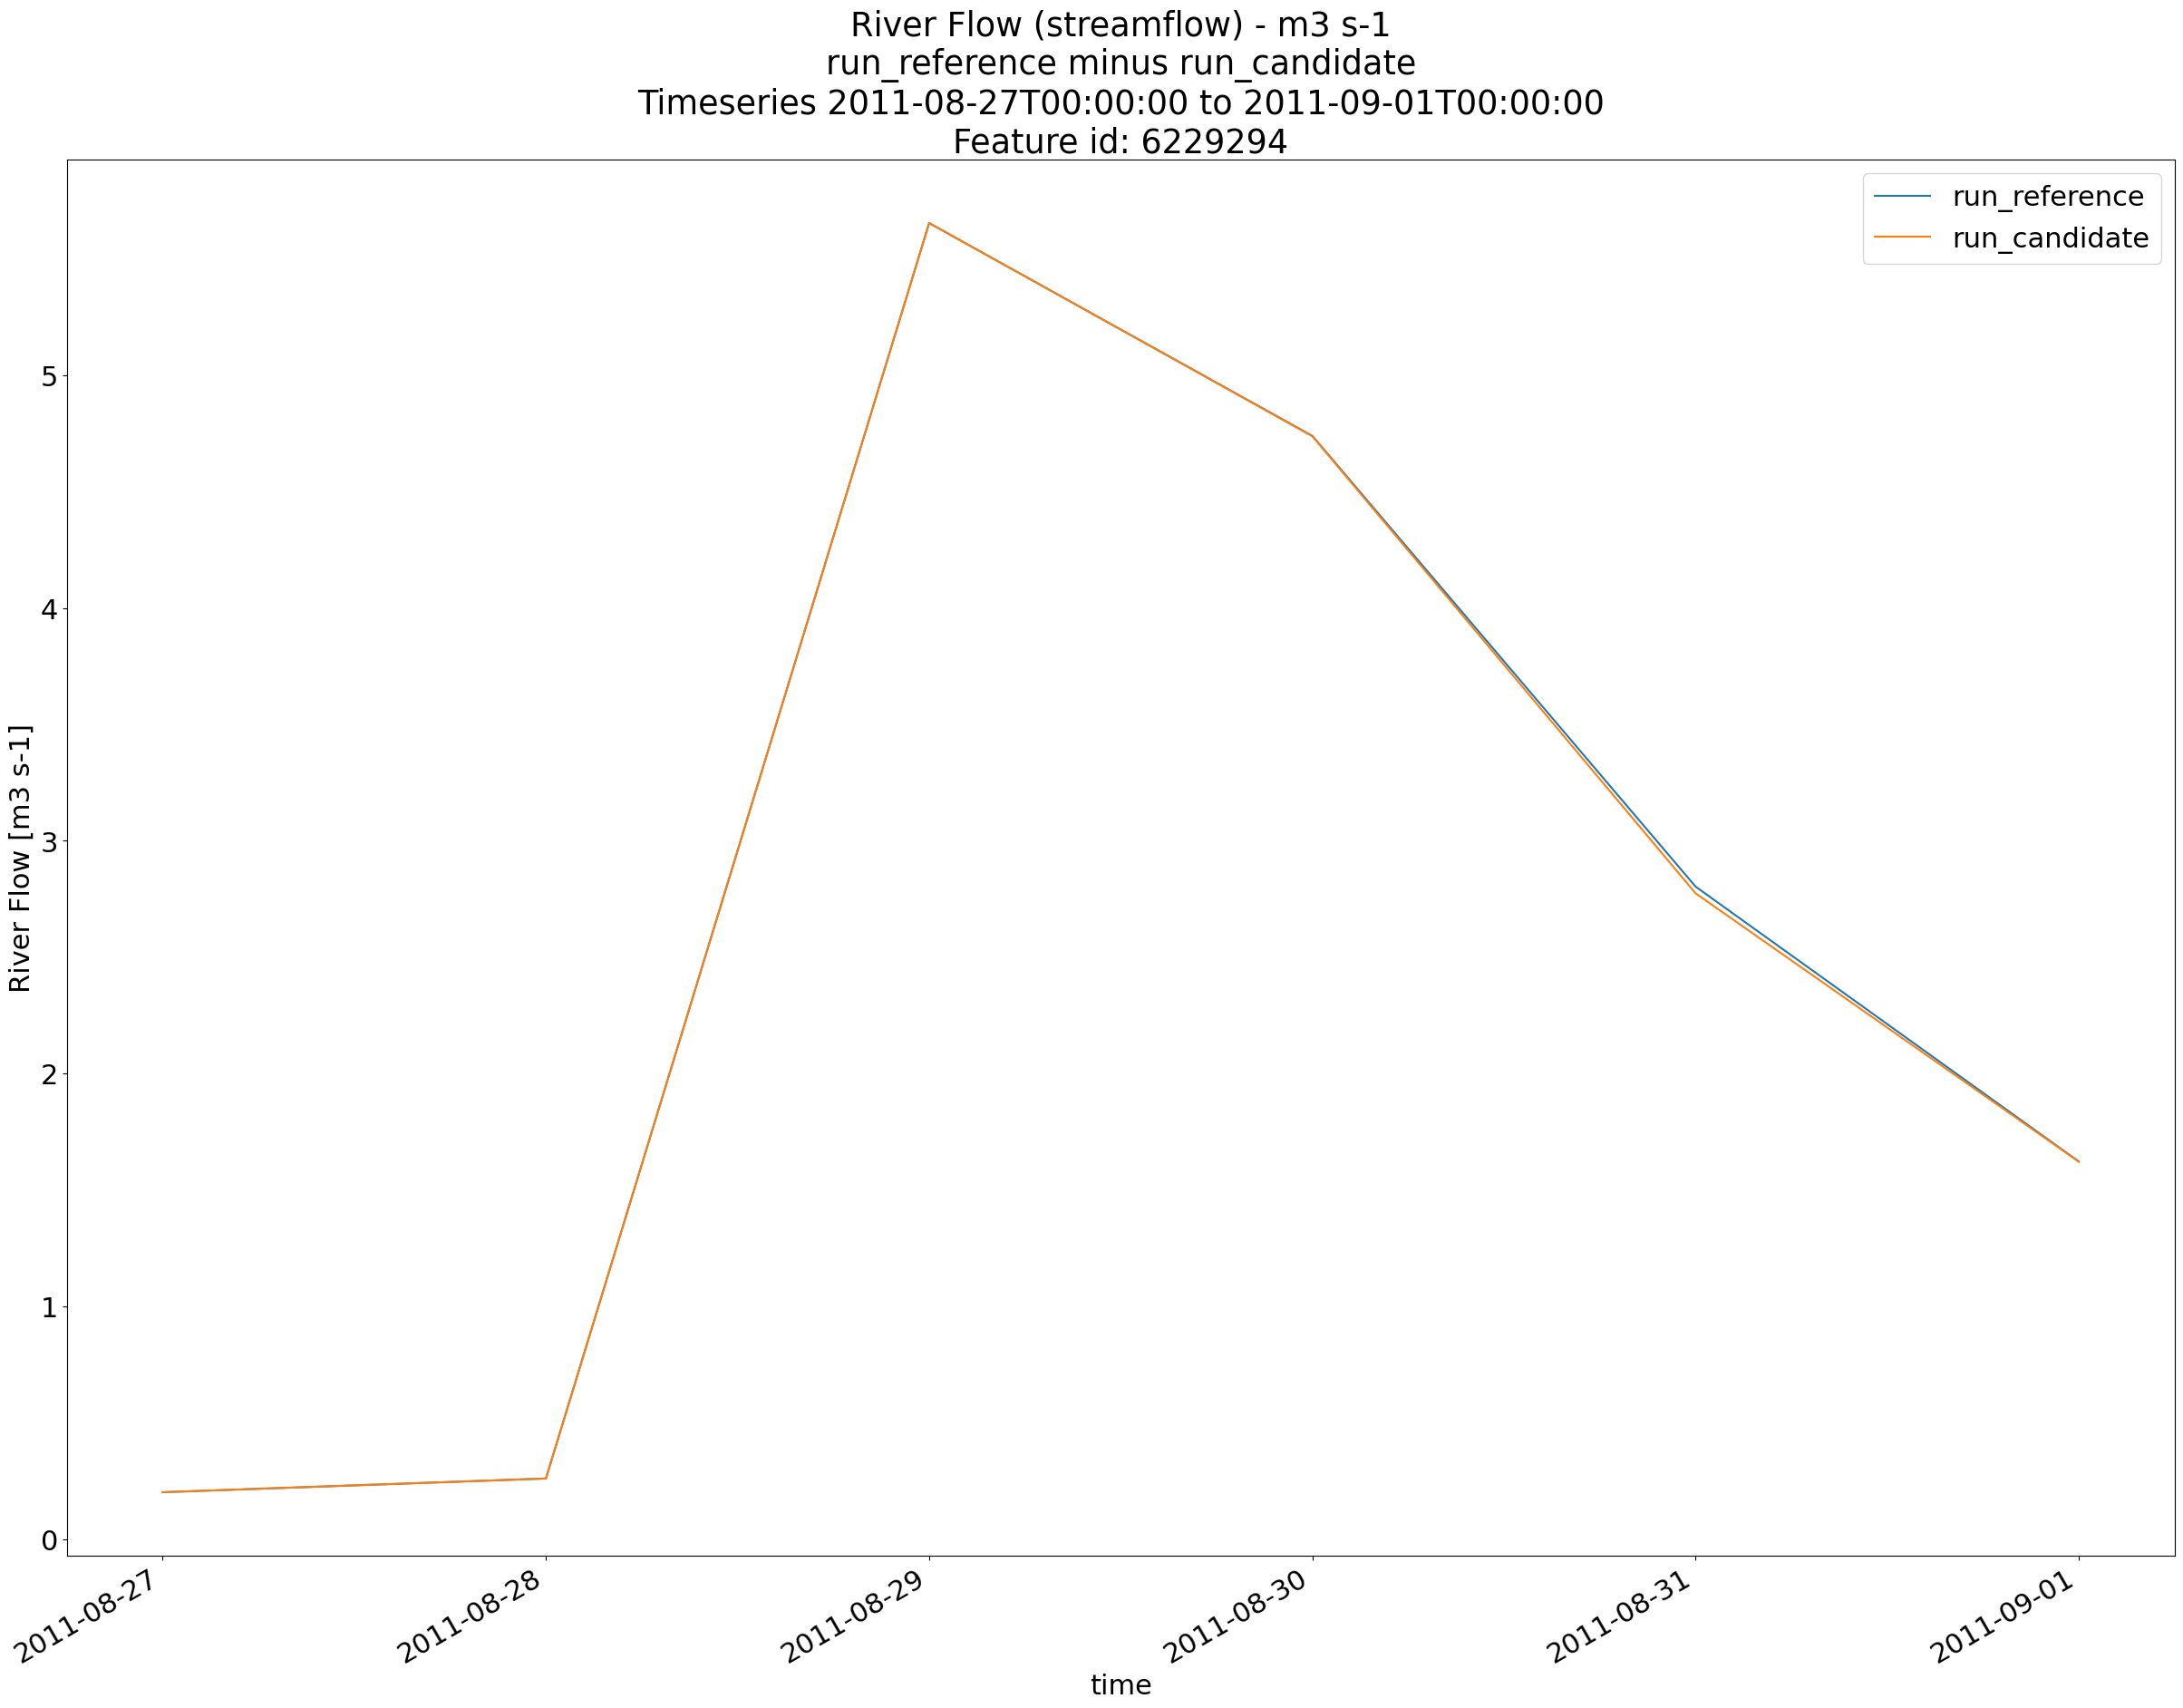 River Flow (streamflow) - m3 s-1
run_reference minus run_candidate
Timeseries 2011-08-27T00:00:00 to 2011-09-01T00:00:00
Feature id: 6229294
run_reference
run_candidate
River Flow [m3 s-1]
5
4
3
2
1
0
2011-08-27
2011-08-28
2011-08-29
2011-08-30
2011-08-31
2011-09-01
time